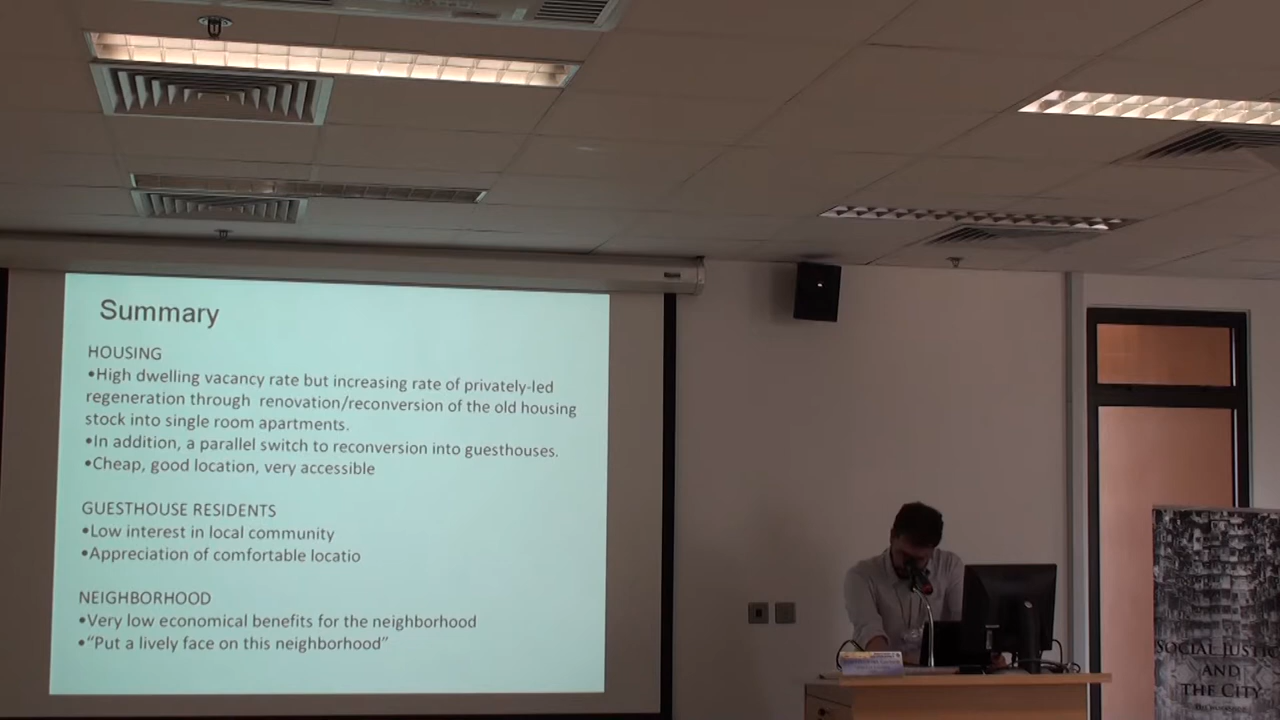 Summary
HOUSING
•High dwelling vacancy rate but increasing rate of privately-led
regeneration through renovation/reconversion of the old housing
stock into single room apartments.
•In addition, a parallel switch to reconversion into guesthouses.
•Cheap, good location, very accessible
GUESTHOUSE RESIDENTS
•Low interest in local community
•Appreciation of comfortable locatio
NEIGHBORHOOD
•Very low economical benefits for the neighborhood
•“Put a lively face on this neighborhood”
SOCIAL JUSTIC
AND
THE CITY